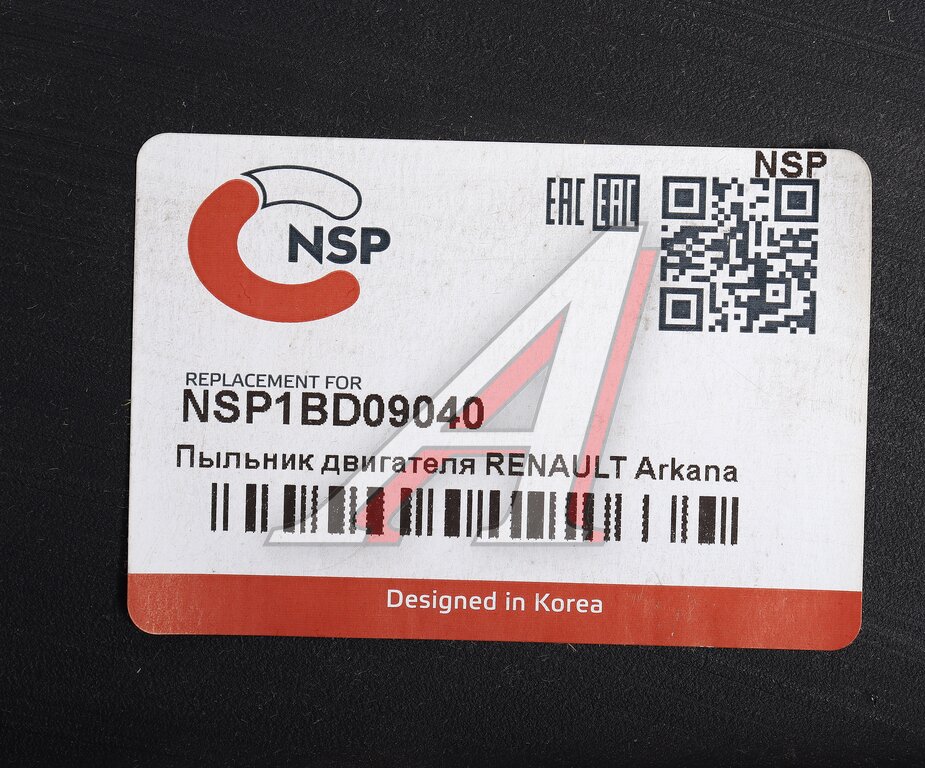 NSP
NSP
EAC EAC
REPLACEMENT FOR
NSP1BD09040
Пыльник двигателя RENAULT Arkana
Designed in Korea